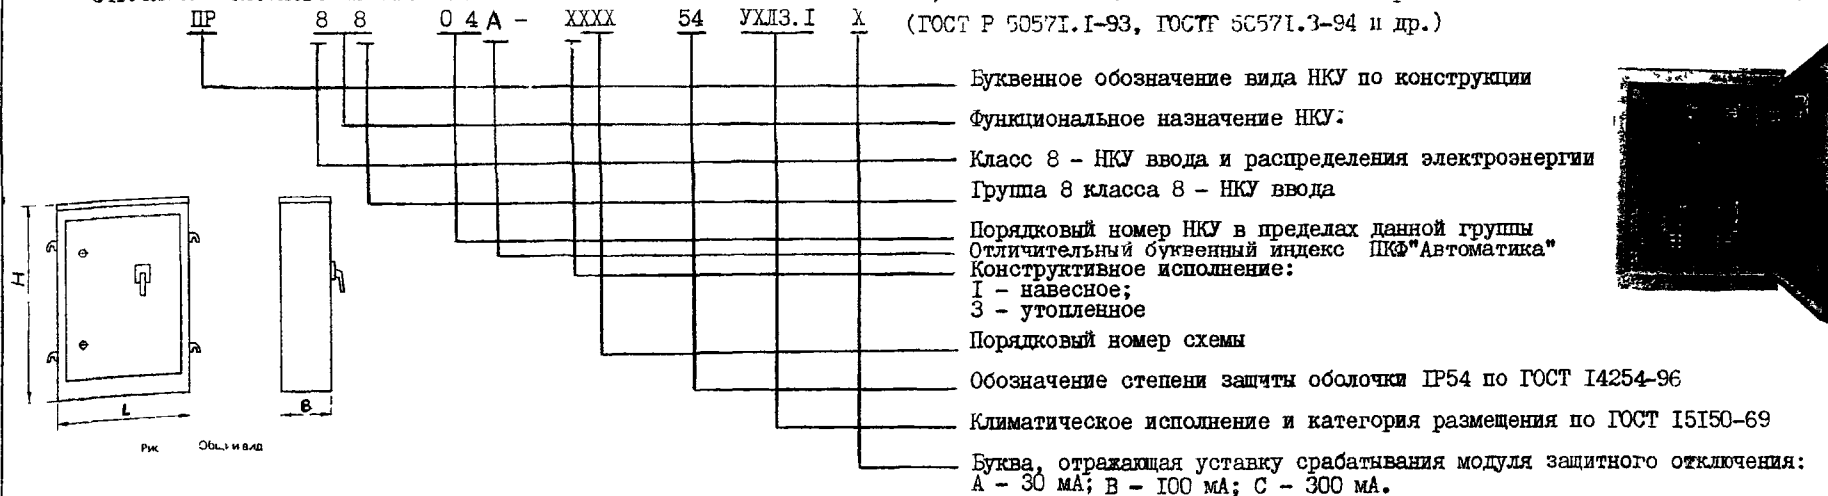 ПР 8 8 04 А - ХХХХ 54 УХЛ3.I Х (ГОСТ Р 50571.I-93, ГОСТР 50571.3-94 и др.)
Буквенное обозначение вида НКУ по конструкции
Функциональное назначение НКУ:
Класс 8 - НКУ ввода и распределения электроэнергии
Группа 8 класса 8 - НКУ ввода
Порядковый номер НКУ в пределах данной группы
Отличительный буквенный индекс ПКФ"Автоматика"
Конструктивное исполнение:
I - навесное;
3 - утопленное
Порядковый номер схемы
Обозначение степени защиты оболочки IP54 по ГОСТ I4254-96
Климатическое исполнение и категория размещения по ГОСТ I5I50-69
Буква, отражающая уставку срабатывания модуля защитного отключения:
А - 30 мА; В - I00 мА; С - 300 мА.
H
L
B
Рис Общий вид